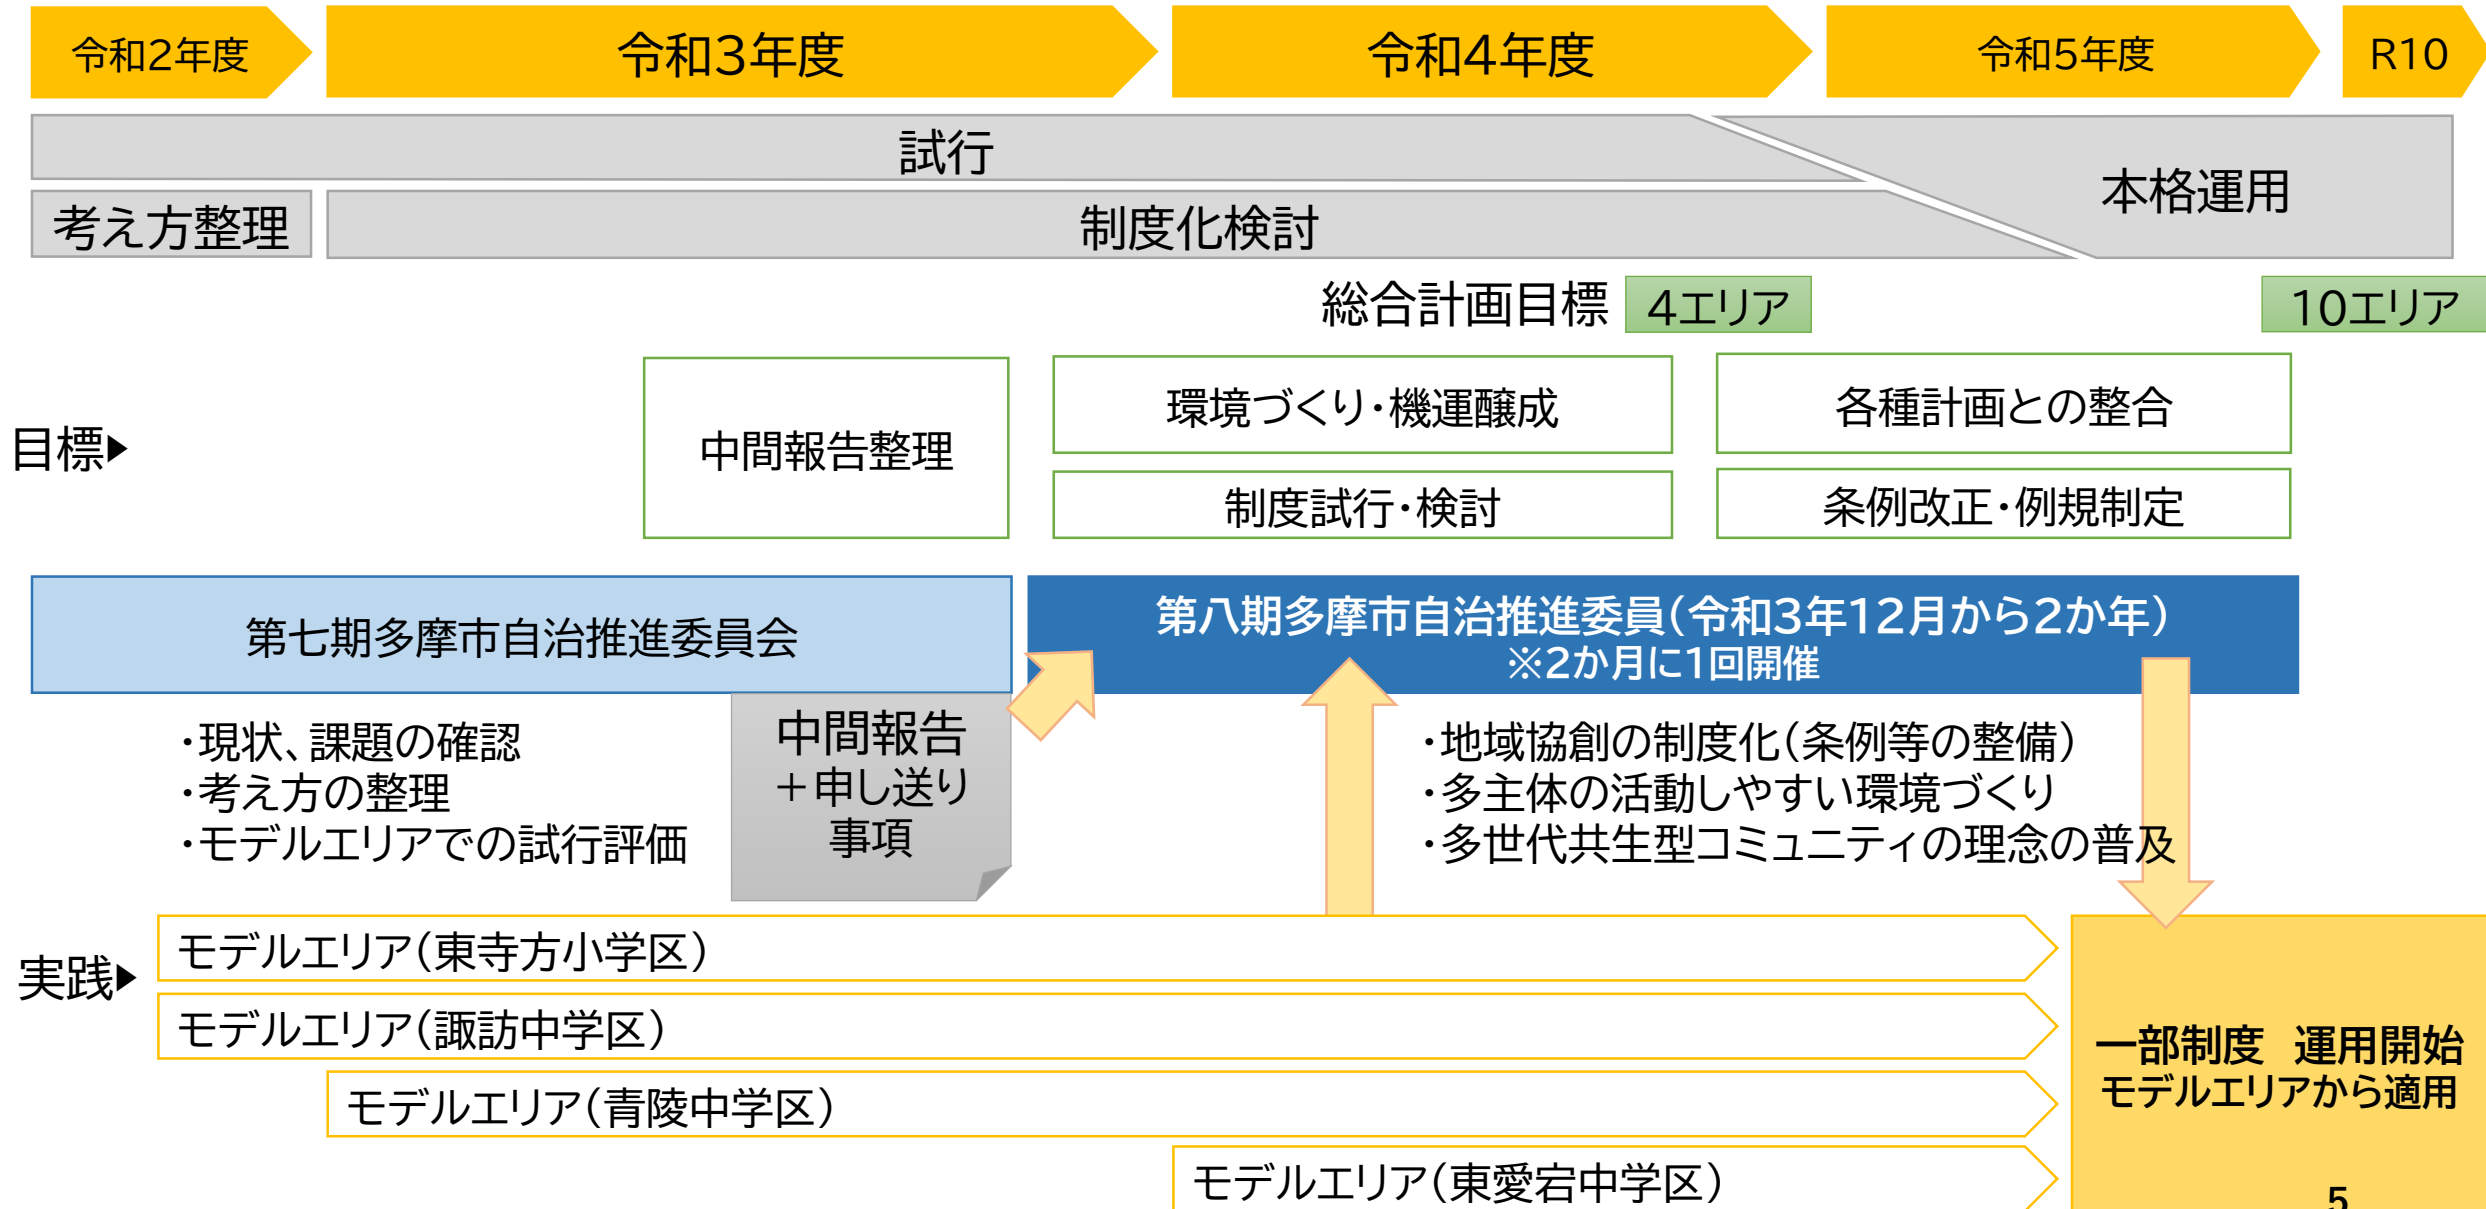 令和2年度
令和3年度
令和4年度
令和5年度
R10
試行
本格運用
考え方整理
制度化検討
総合計画目標
4エリア
10エリア
目標▶
中間報告整理
環境づくり・機運醸成
制度試行・検討
各種計画との整合
条例改正・例規制定
第七期多摩市自治推進委員会
第八期多摩市自治推進委員(令和3年12月から2か年)
※2か月に1回開催
・現状、課題の確認
・考え方の整理
・モデルエリアでの試行評価
中間報告
+申し送り
事項
・地域協創の制度化(条例等の整備)
・多主体の活動しやすい環境づくり
・多世代共生型コミュニティの理念の普及
実践▶
モデルエリア(東寺方小学区)
モデルエリア(諏訪中学区)
モデルエリア(青陵中学区)
モデルエリア(東愛宕中学区)
一部制度　運用開始
モデルエリアから適用
5